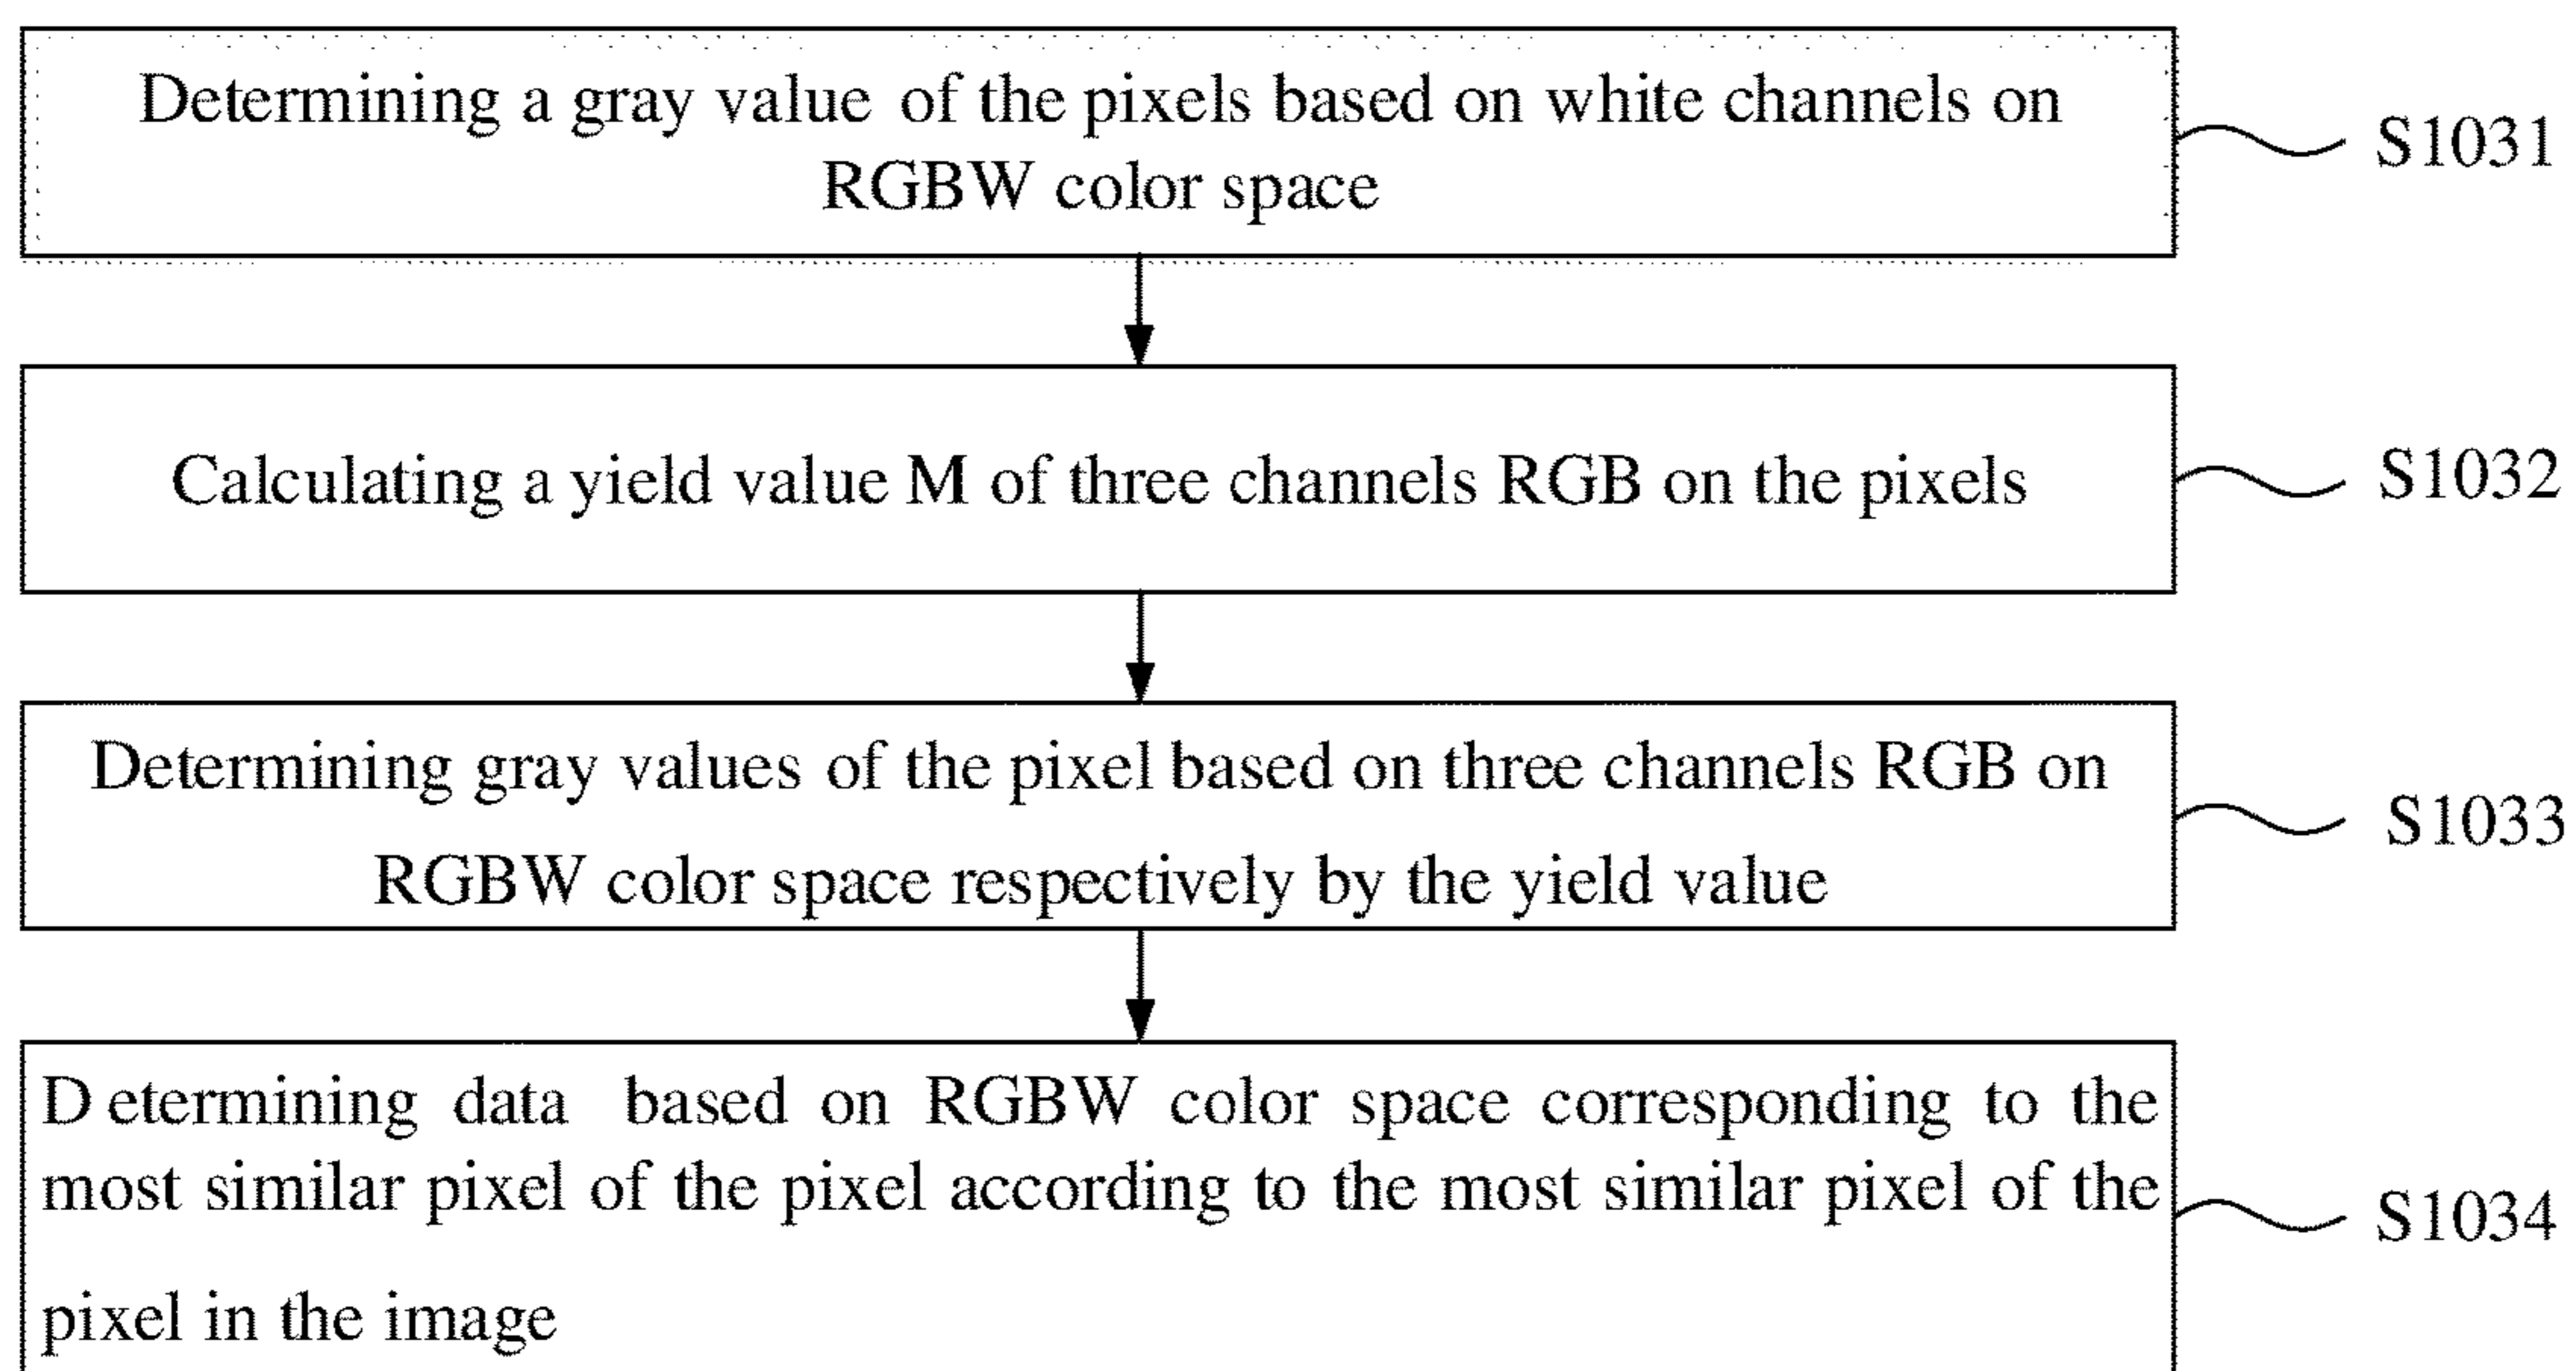 Determining a gray value of the pixels based on white channels on
RGBW color space
S1031
Calculating a yield value M of three channels RGB on the pixels
S1032
Determining gray values of the pixel based on three channels RGB on
RGBW color space respectively by the yield value
S1033
D etermining data based on RGBW color space corresponding to the
most similar pixel of the pixel according to the most similar pixel of the
pixel in the image
S1034